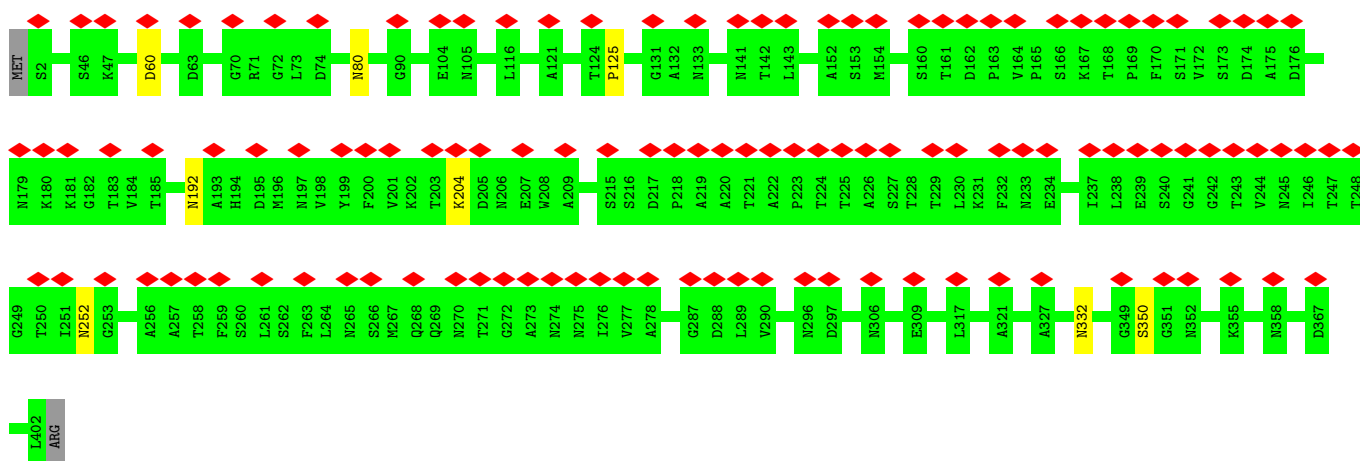 MET S2 S46 K47 D60 D63 G70 R71 G72 L73 D74 N80 G90 E104 N105 L116 A121 T124 P125 G131 A132 N133 N141 T142 L143 A152 S153 M154 S160 T161 D162 P163 V164 P165 S166 K167 T168 P169 F170 S171 V172 S173 D174 A175 D176
N179 K180 K181 G182 T183 V184 T185 N192 A193 H194 D195 M196 N197 V198 Y199 F200 V201 K202 T203 K204 D205 N206 E207 W208 A209 S215 S216 D217 P218 A219 A220 T221 A222 P223 T224 T225 A226 S227 T228 T229 L230 K231 F232 N233 E234 I237 L238 E239 S240 G241 G242 T243 V244 N245 I246 T247 T248
G249 T250 I251 N252 G253 A256 A257 T258 F259 S260 L261 S262 F263 L264 N265 S266 M267 Q268 Q269 N270 T271 G272 A273 N274 N275 I276 V277 A278 G287 D288 L289 V290 N296 D297 N306 E309 L317 A321 A327 N332 G349 S350 G351 N352 K355 N358 D367
L402 ARG